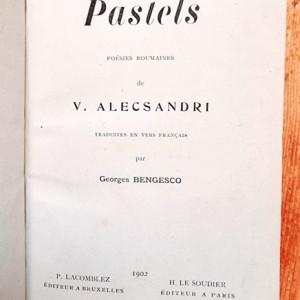 Pastels
POÉSIES ROUMAINES
de
V. ALECSANDRI
TRADUITES EN VERS FRANÇAIS
par
Georges BENGESCO
1902
P. LACOMBLEZ
ÉDITEUR A BRUXELLES
H. LE SOUDIER
ÉDITEUR A PARIS